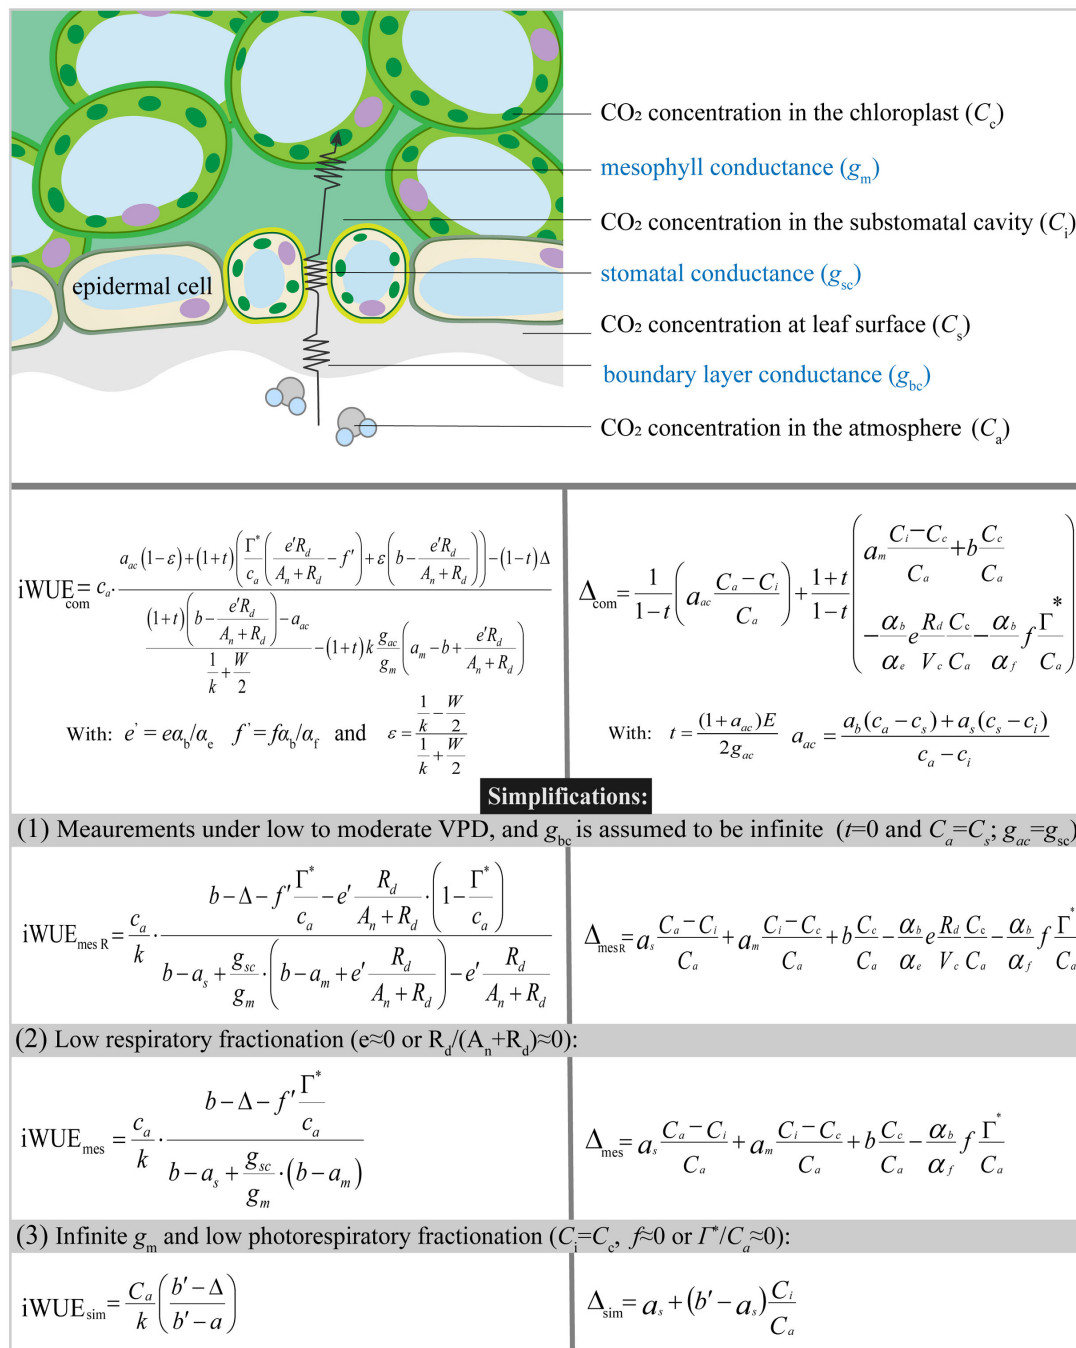 CO₂ concentration in the chloroplast (C_c)
mesophyll conductance (g_m)
CO₂ concentration in the substomatal cavity (C_i)
epidermal cell
stomatal conductance (g_sc)
CO₂ concentration at leaf surface (C_s)
boundary layer conductance (g_bc)
CO₂ concentration in the atmosphere (C_a)
iWUE_com = c_a · (a_ac(1−ε)+(1+t)(Γ*/c_a (e′R_d/(A_n+R_d) − f′)+ε(b − e′R_d/(A_n+R_d)))−(1−t)Δ) / (((1+t)(b − e′R_d/(A_n+R_d)) − a_ac)/(1/k + W/2) − (1+t)k g_ac/g_m (a_m − b + e′R_d/(A_n+R_d)))
With: e' = eα_b/α_e f' = fα_b/α_f and ε = (1/k − W/2)/(1/k + W/2)
Δ_com = 1/(1−t) (a_ac (C_a−C_i)/C_a) + (1+t)/(1−t) (a_m (C_i−C_c)/C_a + b C_c/C_a − α_b/α_e e R_d/V_c C_c/C_a − α_b/α_f f Γ*/C_a)
With: t = (1+a_ac)E/2g_ac a_ac = (a_b(c_a−c_s)+a_s(c_s−c_i))/(c_a−c_i)
Simplifications:
(1) Meaurements under low to moderate VPD, and g_bc is assumed to be infinite (t=0 and C_a=C_s; g_ac=g_sc)
iWUE_mes R = c_a/k · (b − Δ − f′ Γ*/c_a − e′ R_d/(A_n+R_d) · (1 − Γ*/c_a)) / (b − a_s + g_sc/g_m · (b − a_m + e′ R_d/(A_n+R_d)) − e′ R_d/(A_n+R_d))
Δ_mesR = a_s (C_a−C_i)/C_a + a_m (C_i−C_c)/C_a + b C_c/C_a − α_b/α_e e R_d/V_c C_c/C_a − α_b/α_f f Γ*/C_a
(2) Low respiratory fractionation (e≈0 or R_d/(A_n+R_d)≈0):
iWUE_mes = c_a/k · (b − Δ − f′ Γ*/c_a) / (b − a_s + g_sc/g_m · (b − a_m))
Δ_mes = a_s (C_a−C_i)/C_a + a_m (C_i−C_c)/C_a + b C_c/C_a − α_b/α_f f Γ*/C_a
(3) Infinite g_m and low photorespiratory fractionation (C_i=C_c, f≈0 or Γ*/C_a≈0):
iWUE_sim = C_a/k ((b′ − Δ)/(b′ − a))
Δ_sim = a_s + (b′ − a_s) C_i/C_a